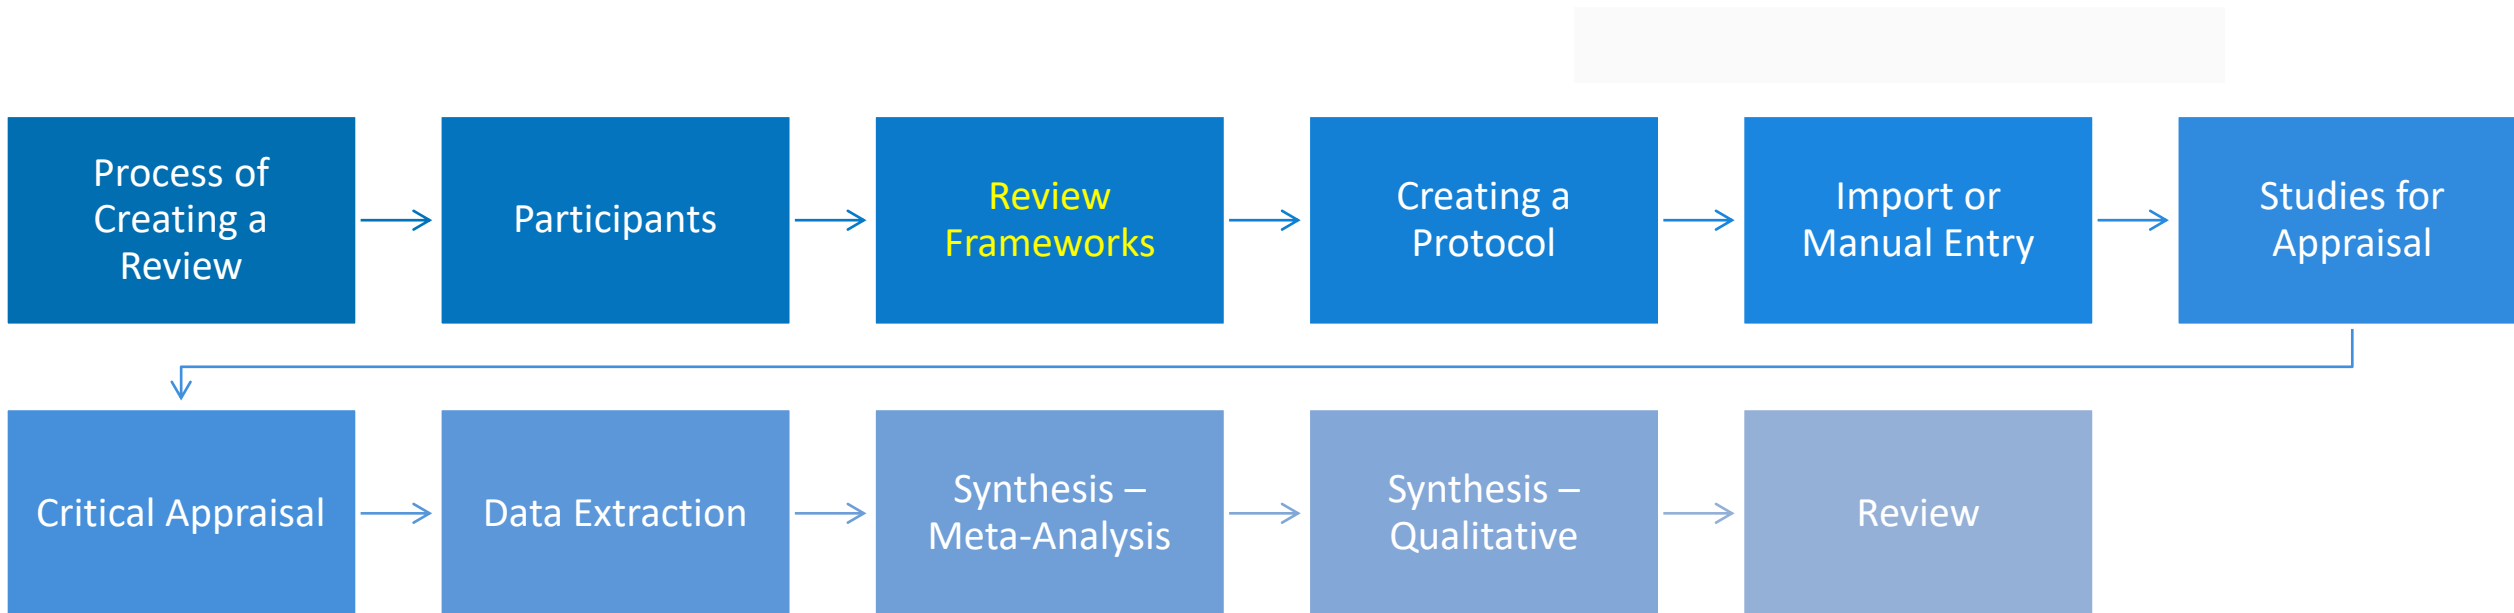 Process of
Creating a
Review
Participants
Review
Frameworks
Creating a
Protocol
Import or
Manual Entry
Studies for
Appraisal
Critical Appraisal
Data Extraction
Synthesis –
Meta-Analysis
Synthesis –
Qualitative
Review